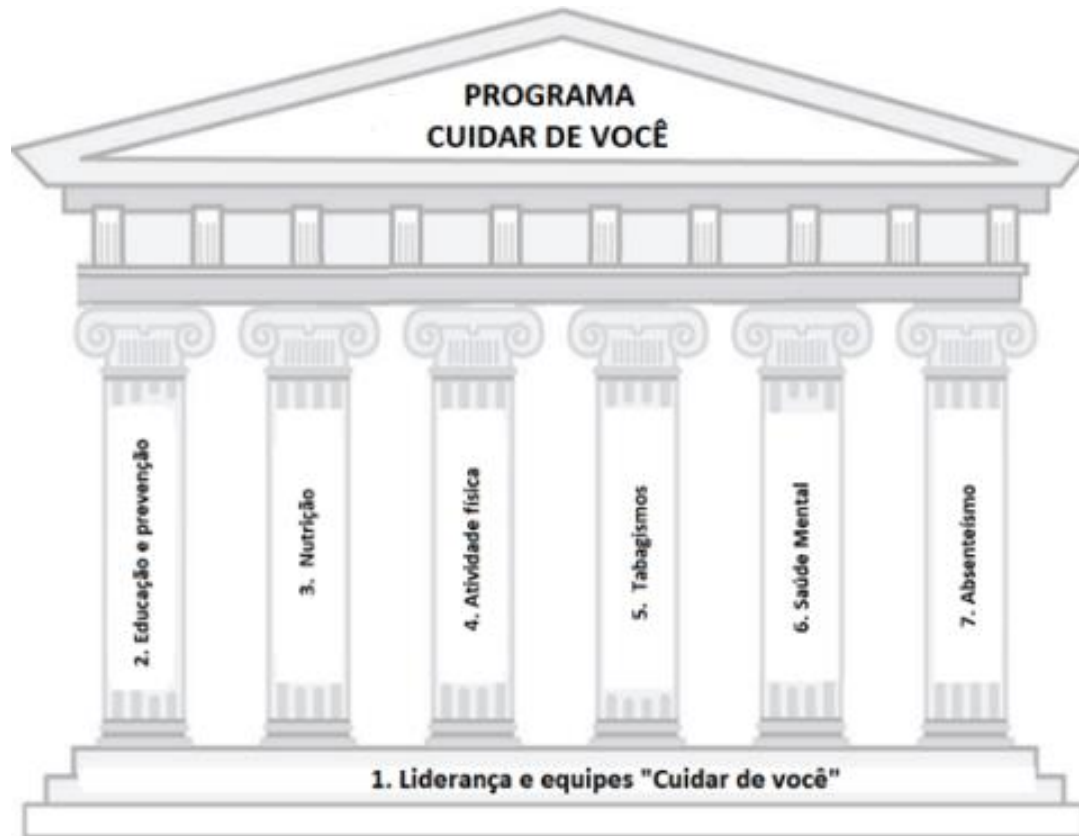 PROGRAMA
CUIDAR DE VOCÊ
2. Educação e prevenção
3. Nutrição
4. Atividade física
5. Tabagismos
6. Saúde Mental
7. Absenteísmo
1. Liderança e equipes "Cuidar de você"